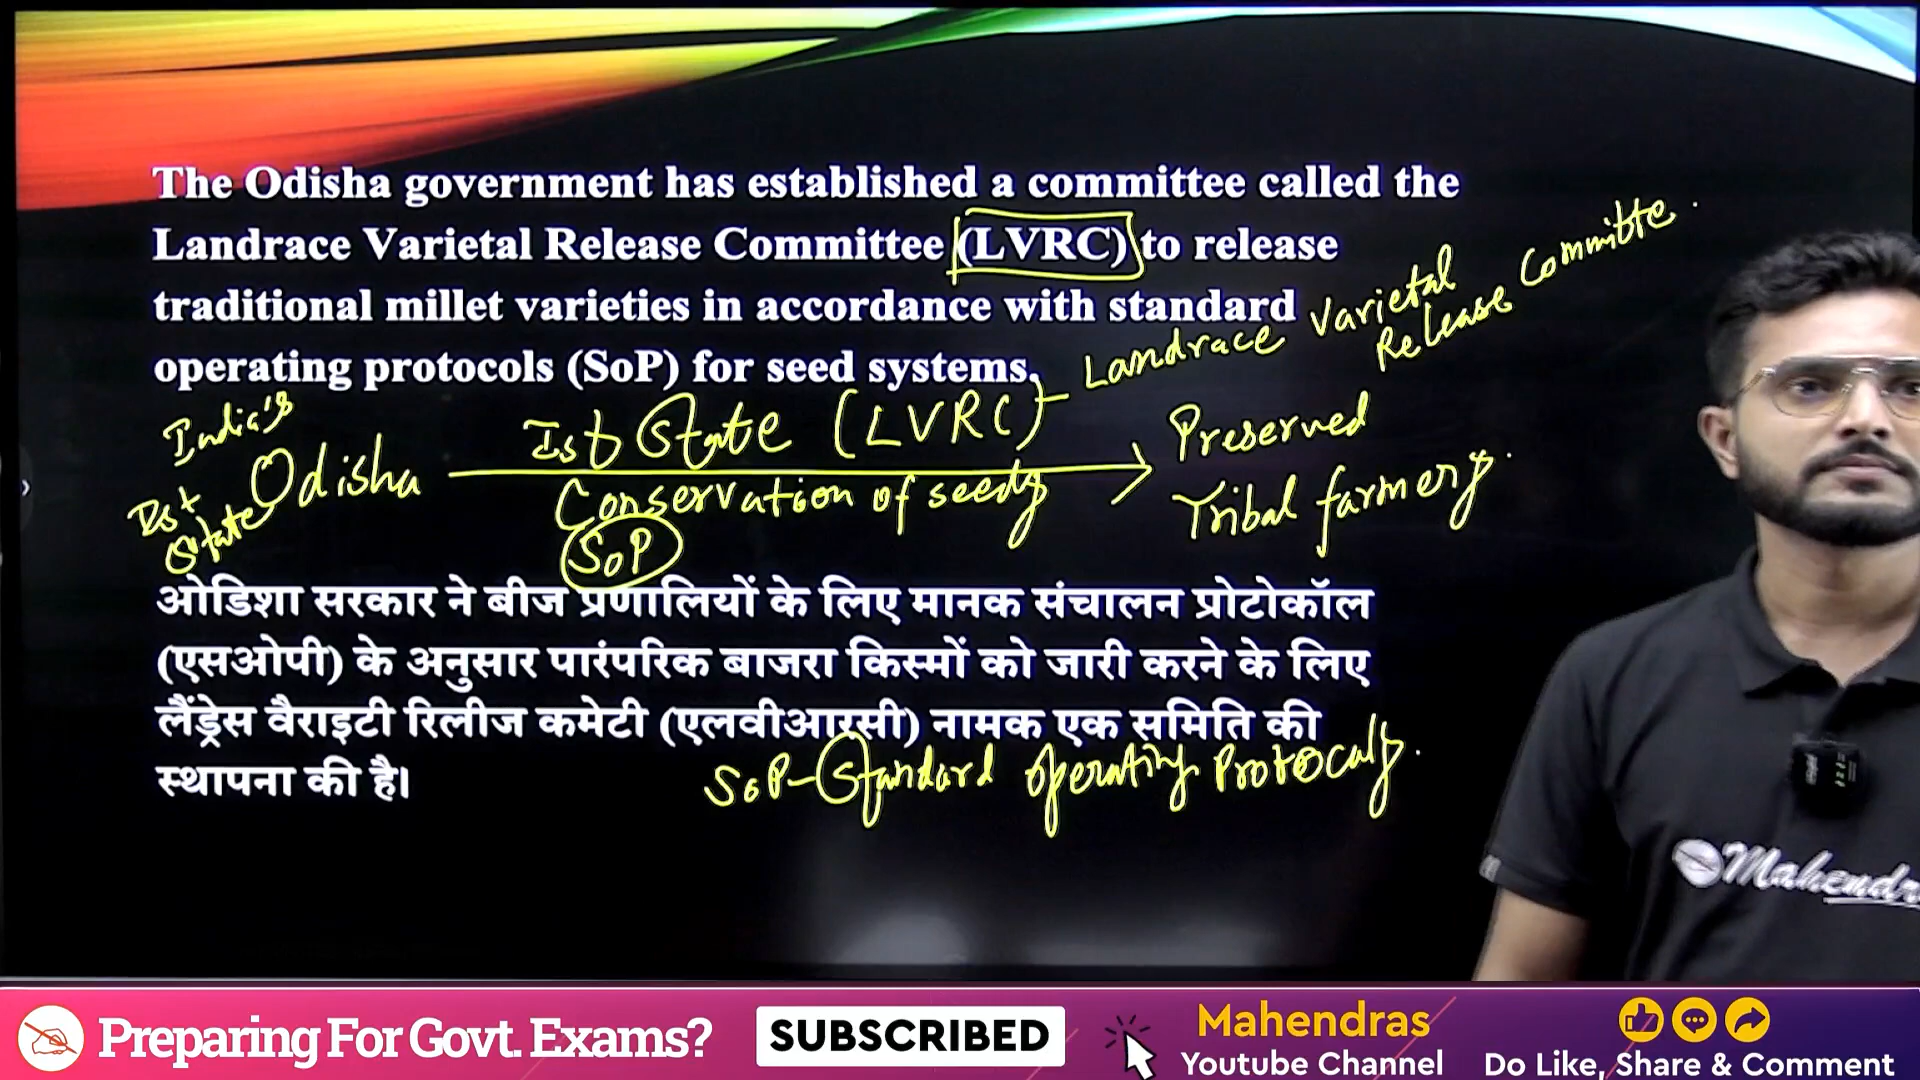 The Odisha government has established a committee called the
Landrace Varietal Release Committee (LVRC) to release
traditional millet varieties in accordance with standard
operating protocols (SoP) for seed systems.
Landrace Varietal
Release Committee.
India's
Ist State
Odisha
Ist State (LVRC)
Conservation of seeds
SoP
Preserved
Tribal farmers.
ओडिशा सरकार ने बीज प्रणालियों के लिए मानक संचालन प्रोटोकॉल
(एसओपी) के अनुसार पारंपरिक बाजरा किस्मों को जारी करने के लिए
लैंड्रेस वैराइटी रिलीज कमेटी (एलवीआरसी) नामक एक समिति की
स्थापना की है।
SoP - Standard Operating Protocals.
Mahendra
Preparing For Govt. Exams?
SUBSCRIBED
Mahendras
Youtube Channel
Do Like, Share & Comment